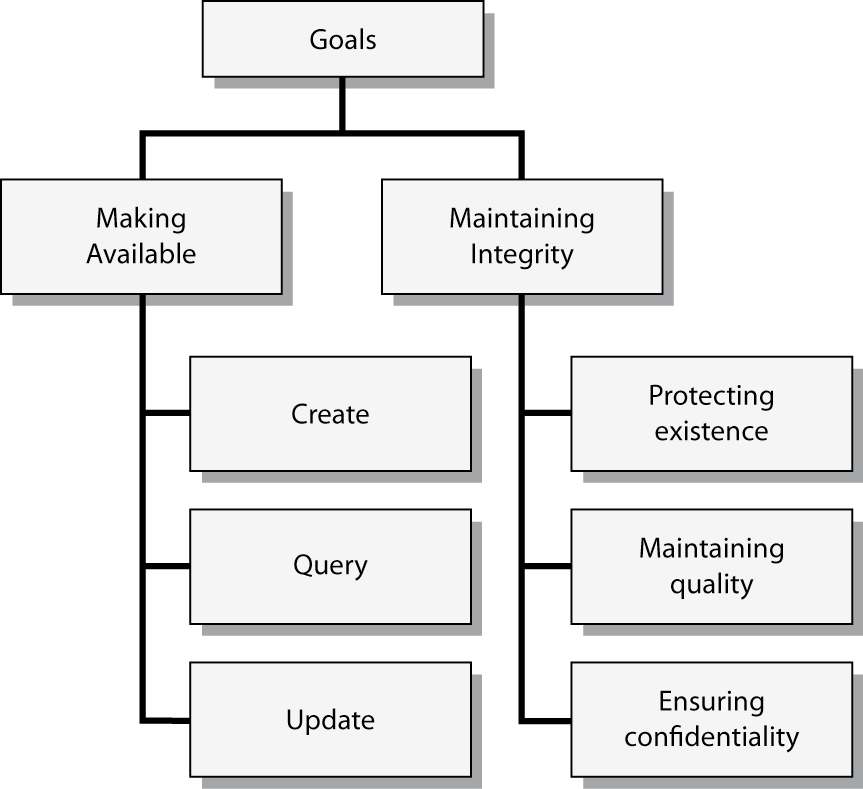 Goals
Making
Available
Maintaining
Integrity
Create
Protecting
existence
Query
Maintaining
quality
Update
Ensuring
confidentiality